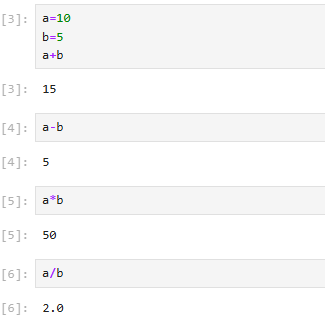 [3]: a=10
b=5
a+b
[3]: 15
[4]: a-b
[4]: 5
[5]: a*b
[5]: 50
[6]: a/b
[6]: 2.0